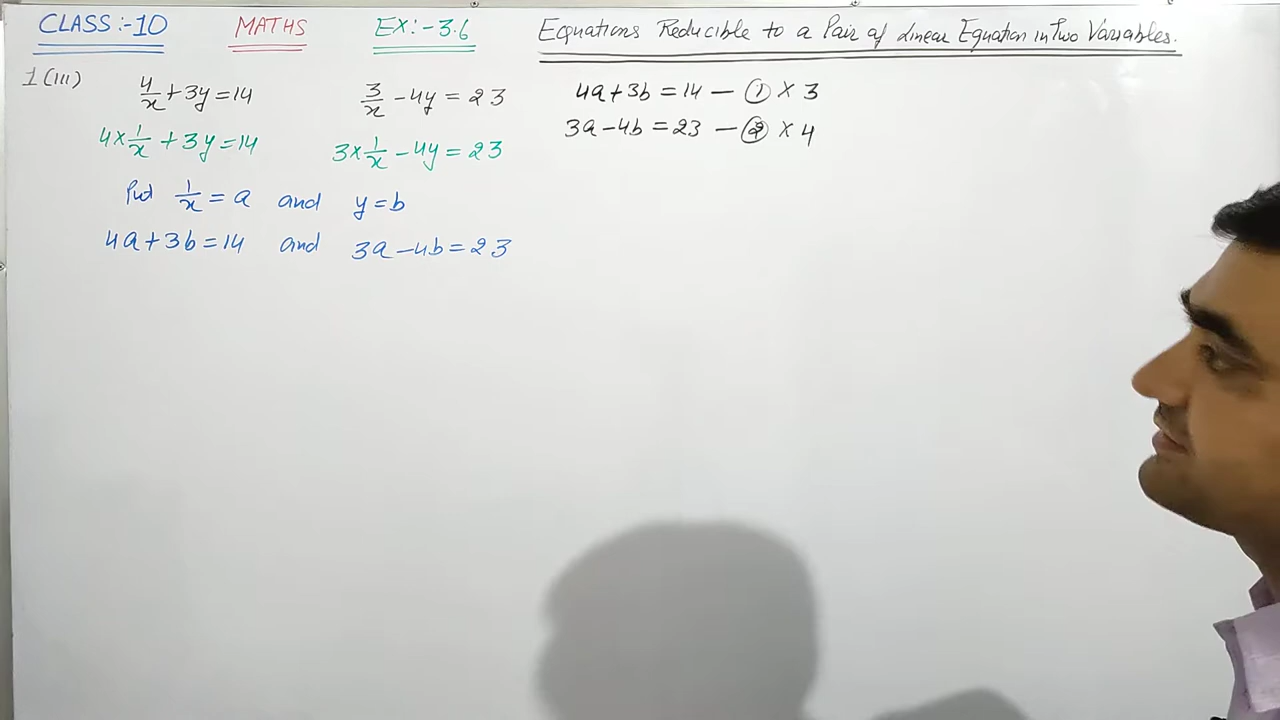 CLASS:-10 MATHS EX:-3.6 Equations Reducible to a Pair of Linear Equation in Two Variables.
1(iii) 4/x + 3y = 14 3/x - 4y = 23
4 × 1/x + 3y = 14 3 × 1/x - 4y = 23
Put 1/x = a and y = b
4a + 3b = 14 and 3a - 4b = 23
4a + 3b = 14 — ① × 3
3a - 4b = 23 — ② × 4